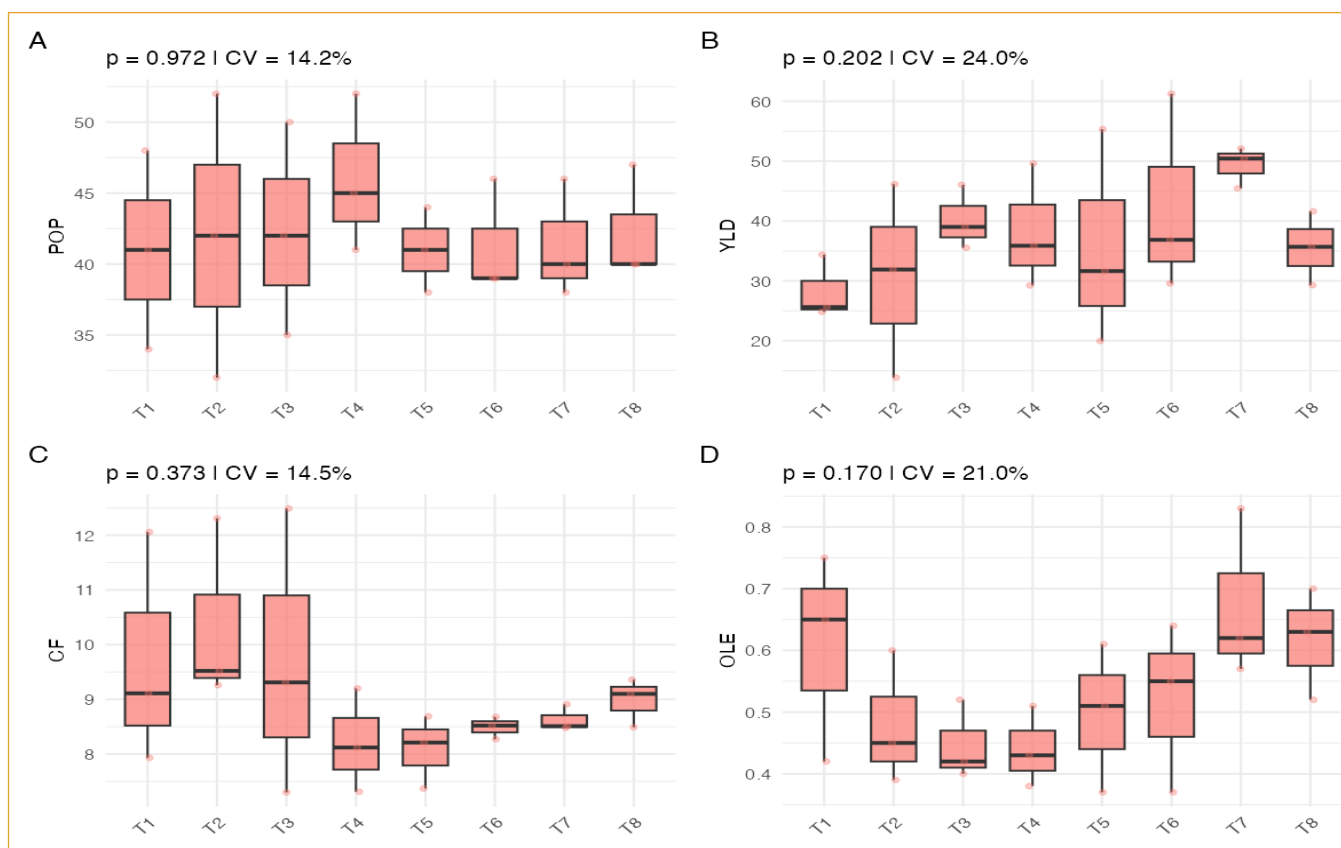 A
p = 0.972 | CV = 14.2%
50
45
40
35
POP
T1 T2 T3 T4 T5 T6 T7 T8
B
p = 0.202 | CV = 24.0%
60
50
40
30
20
YLD
T1 T2 T3 T4 T5 T6 T7 T8
C
p = 0.373 | CV = 14.5%
12
11
10
9
8
CF
T1 T2 T3 T4 T5 T6 T7 T8
D
p = 0.170 | CV = 21.0%
0.8
0.7
0.6
0.5
0.4
OLE
T1 T2 T3 T4 T5 T6 T7 T8